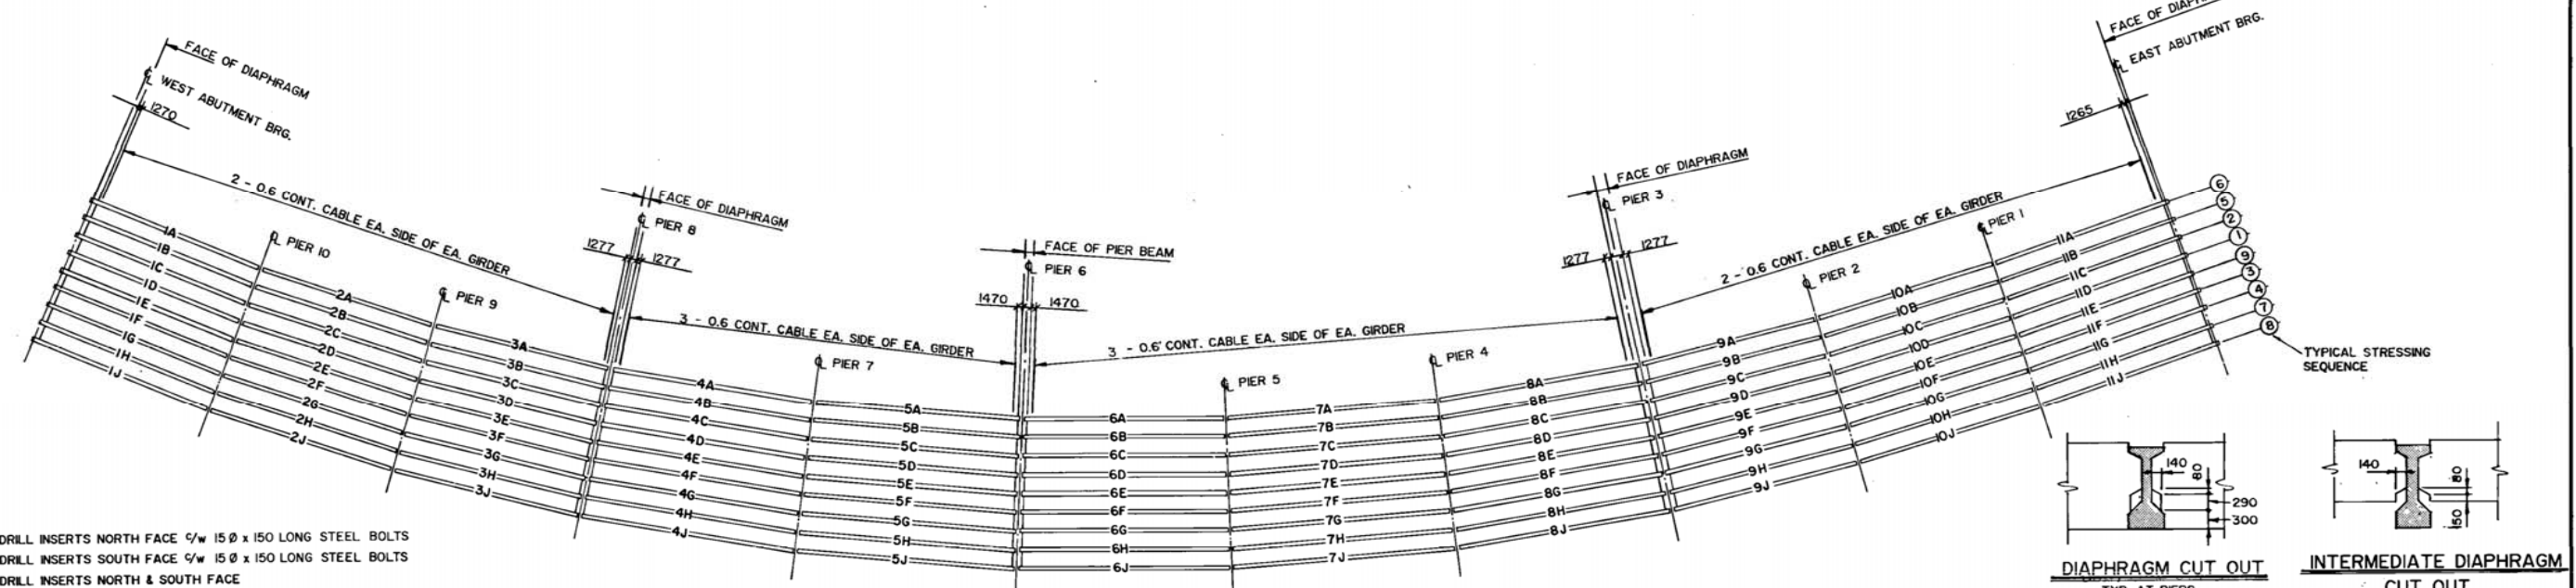 FACE OF DIAPHRAGM
℄ WEST ABUTMENT BRG.
1270
2 - 0.6 CONT. CABLE EA. SIDE OF EA. GIRDER
℄ PIER 10
℄ PIER 9
FACE OF DIAPHRAGM
℄ PIER 8
1277
1277
3 - 0.6 CONT. CABLE EA. SIDE OF EA. GIRDER
FACE OF PIER BEAM
℄ PIER 6
1470
1470
℄ PIER 7
3 - 0.6' CONT. CABLE EA. SIDE OF EA. GIRDER
℄ PIER 5
℄ PIER 4
FACE OF DIAPHRAGM
℄ PIER 3
1277
1277
2 - 0.6 CONT. CABLE EA. SIDE OF EA. GIRDER
℄ PIER 2
℄ PIER 1
FACE OF
℄ EAST ABUTMENT BRG.
1265
1A 2A 3A 4A 5A 6A 7A 8A 9A 10A 11A 6
1B 2B 3B 4B 5B 6B 7B 8B 9B 10B 11B 5
1C 2C 3C 4C 5C 6C 7C 8C 9C 10C 11C 2
1D 2D 3D 4D 5D 6D 7D 8D 9D 10D 11D 1
1E 2E 3E 4E 5E 6E 7E 8E 9E 10E 11E 9
1F 2F 3F 4F 5F 6F 7F 8F 9F 10F 11F 3
1G 2G 3G 4G 5G 6G 7G 8G 9G 10G 11G 4
1H 2H 3H 4H 5H 6H 7H 8H 9H 10H 11H 7
1J 2J 3J 4J 5J 6J 7J 8J 9J 10J 11J 8
TYPICAL STRESSING
SEQUENCE
DRILL INSERTS NORTH FACE C/w 15 Ø x 150 LONG STEEL BOLTS
DRILL INSERTS SOUTH FACE C/w 15 Ø x 150 LONG STEEL BOLTS
DRILL INSERTS NORTH & SOUTH FACE
140
80
290
300
DIAPHRAGM CUT OUT
TYP. AT PIERS
140
80
150
INTERMEDIATE DIAPHRAGM
CUT OUT